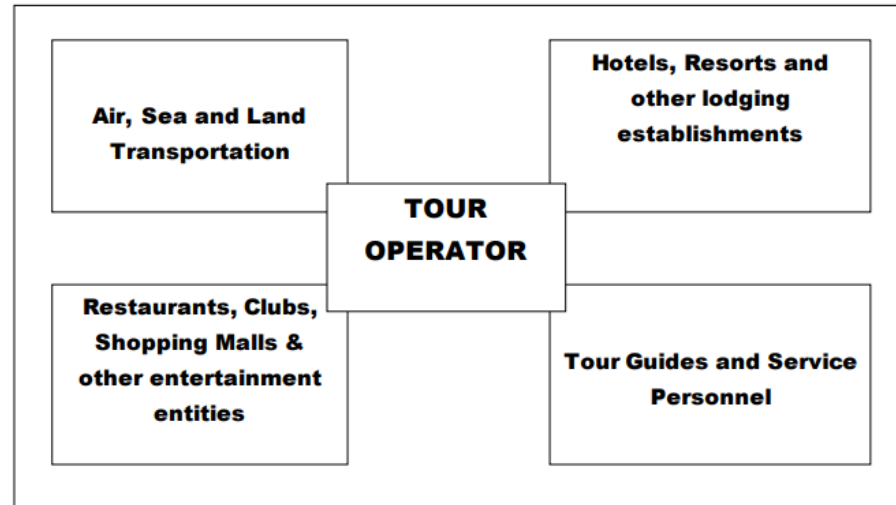 Air, Sea and Land
Transportation
Hotels, Resorts and
other lodging
establishments
TOUR
OPERATOR
Restaurants, Clubs,
Shopping Malls &
other entertainment
entities
Tour Guides and Service
Personnel